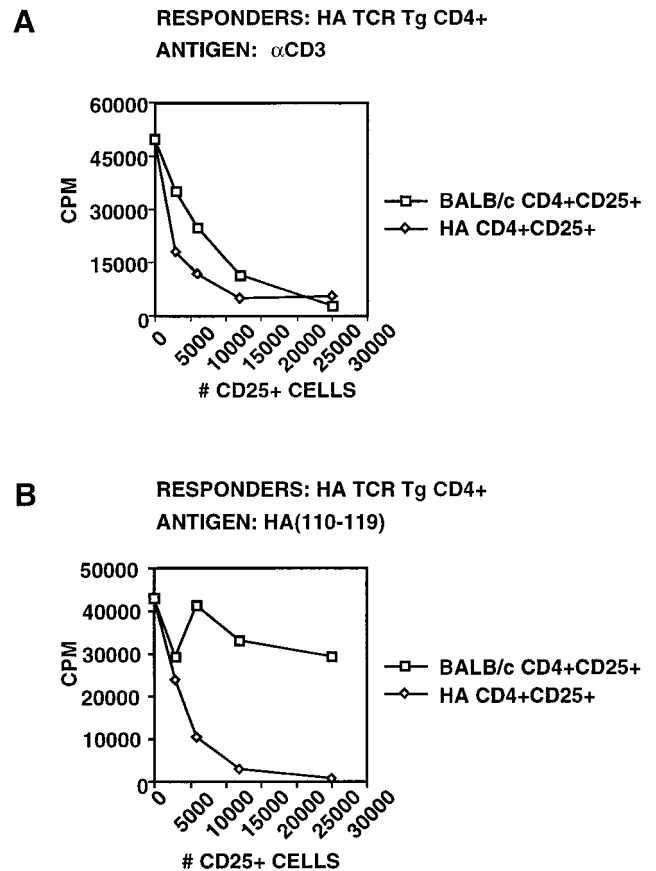 A
RESPONDERS: HA TCR Tg CD4+
ANTIGEN: αCD3
60000
45000
30000
15000
0
CPM
0
5000
10000
15000
20000
25000
30000
# CD25+ CELLS
BALB/c CD4+CD25+
HA CD4+CD25+
B
RESPONDERS: HA TCR Tg CD4+
ANTIGEN: HA(110-119)
50000
40000
30000
20000
10000
0
CPM
0
5000
10000
15000
20000
25000
30000
# CD25+ CELLS
BALB/c CD4+CD25+
HA CD4+CD25+